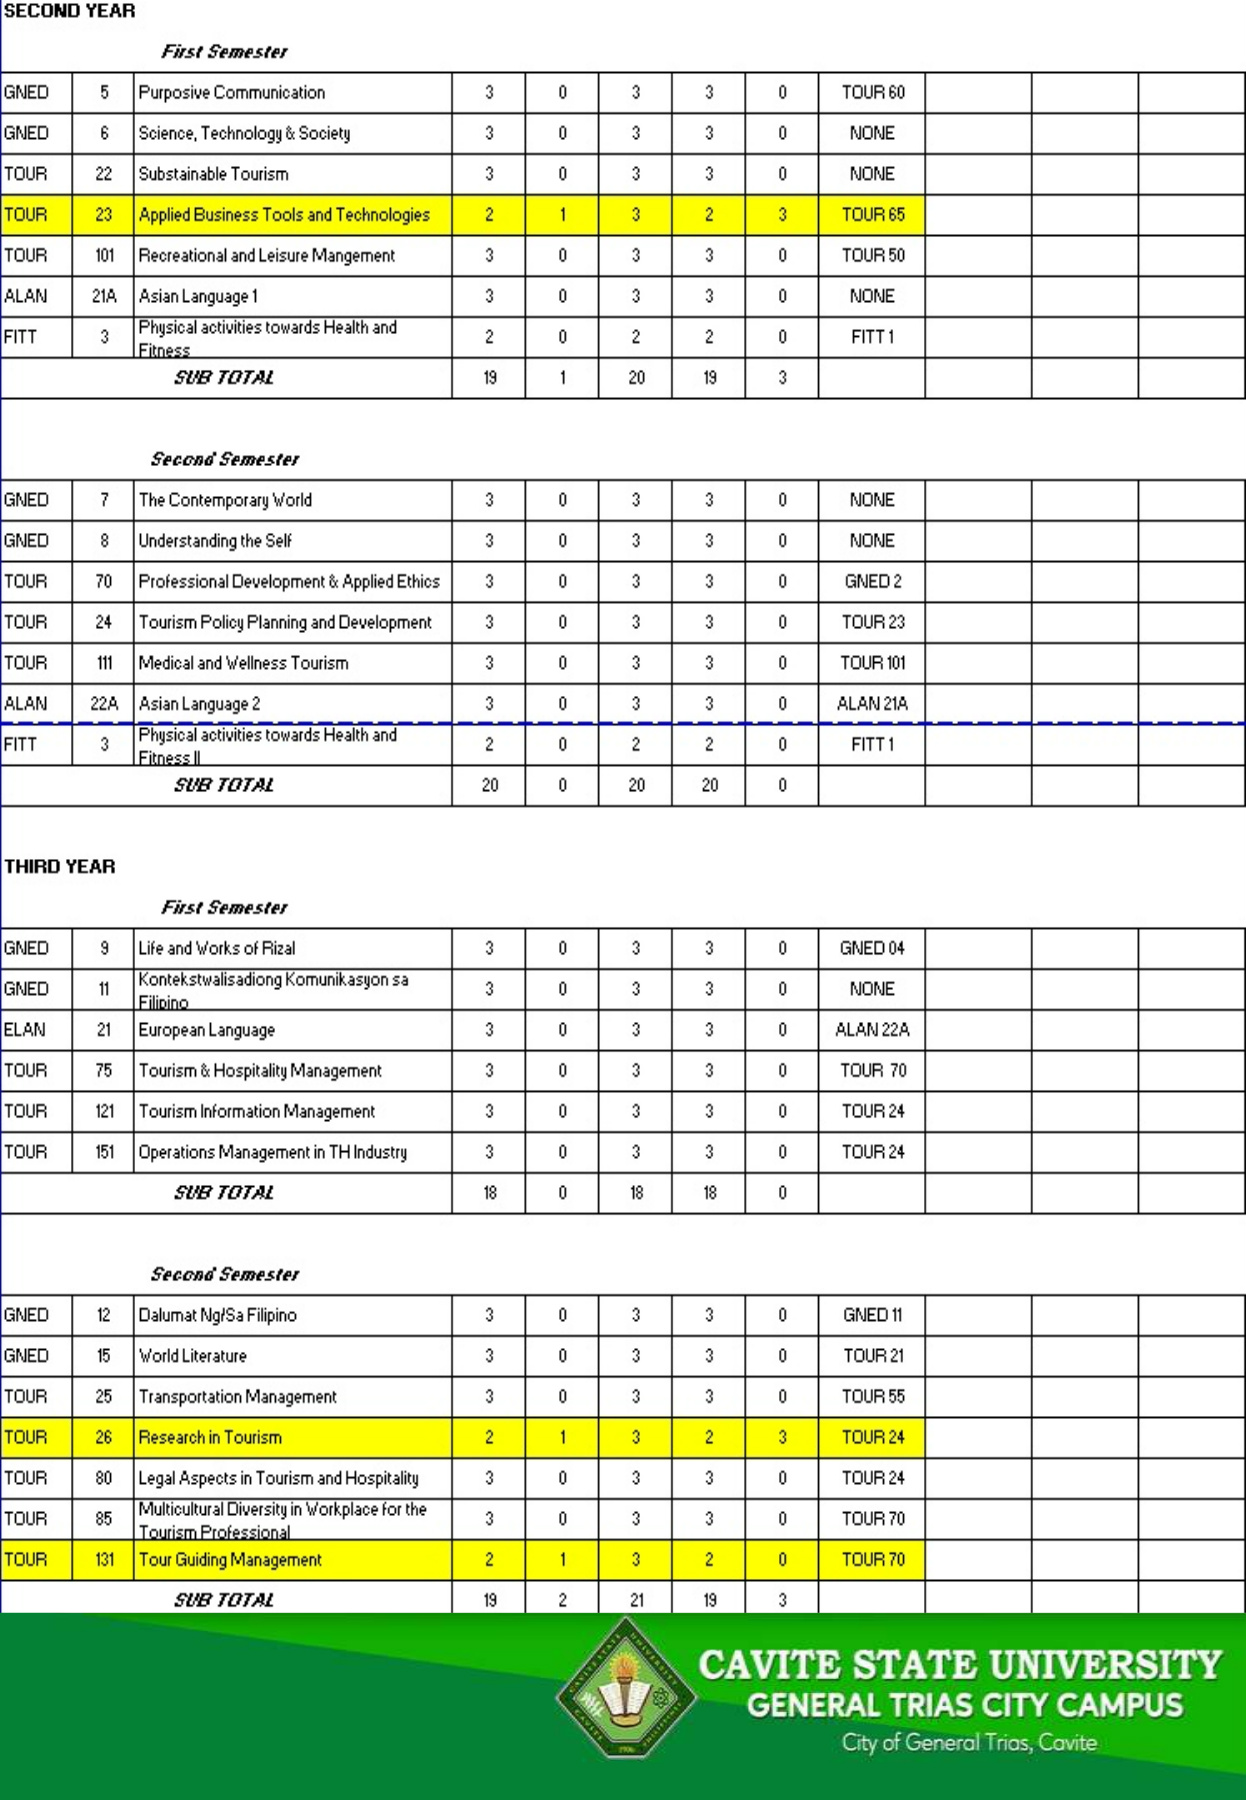 SECOND YEAR
First Semester
GNED 5 Purposive Communication 3 0 3 3 0 TOUR 60
GNED 6 Science, Technology & Society 3 0 3 3 0 NONE
TOUR 22 Substainable Tourism 3 0 3 3 0 NONE
TOUR 23 Applied Business Tools and Technologies 2 1 3 2 3 TOUR 65
TOUR 101 Recreational and Leisure Mangement 3 0 3 3 0 TOUR 50
ALAN 21A Asian Language 1 3 0 3 3 0 NONE
FITT 3 Physical activities towards Health and
Fitness 2 0 2 2 0 FITT 1
SUB TOTAL 19 1 20 19 3
Second Semester
GNED 7 The Contemporary World 3 0 3 3 0 NONE
GNED 8 Understanding the Self 3 0 3 3 0 NONE
TOUR 70 Professional Development & Applied Ethics 3 0 3 3 0 GNED 2
TOUR 24 Tourism Policy Planning and Development 3 0 3 3 0 TOUR 23
TOUR 111 Medical and Wellness Tourism 3 0 3 3 0 TOUR 101
ALAN 22A Asian Language 2 3 0 3 3 0 ALAN 21A
FITT 3 Physical activities towards Health and
Fitness II 2 0 2 2 0 FITT 1
SUB TOTAL 20 0 20 20 0
THIRD YEAR
First Semester
GNED 9 Life and Works of Rizal 3 0 3 3 0 GNED 04
GNED 11 Kontekstwalisadiong Komunikasyon sa
Filipino 3 0 3 3 0 NONE
ELAN 21 European Language 3 0 3 3 0 ALAN 22A
TOUR 75 Tourism & Hospitality Management 3 0 3 3 0 TOUR 70
TOUR 121 Tourism Information Management 3 0 3 3 0 TOUR 24
TOUR 151 Operations Management in TH Industry 3 0 3 3 0 TOUR 24
SUB TOTAL 18 0 18 18 0
Second Semester
GNED 12 Dalumat Ng/Sa Filipino 3 0 3 3 0 GNED 11
GNED 15 World Literature 3 0 3 3 0 TOUR 21
TOUR 25 Transportation Management 3 0 3 3 0 TOUR 55
TOUR 26 Research in Tourism 2 1 3 2 3 TOUR 24
TOUR 80 Legal Aspects in Tourism and Hospitality 3 0 3 3 0 TOUR 24
TOUR 85 Multicultural Diversity in Workplace for the
Tourism Professional 3 0 3 3 0 TOUR 70
TOUR 131 Tour Guiding Management 2 1 3 2 0 TOUR 70
SUB TOTAL 19 2 21 19 3
CAVITE STATE UNIVERSITY
GENERAL TRIAS CITY CAMPUS
City of General Trias, Cavite